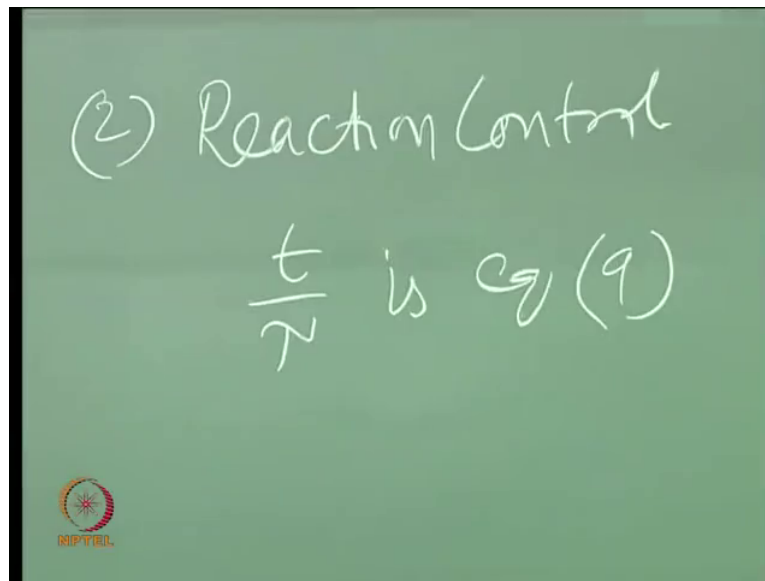 (2) Reaction Control
t/τ is eq (9)
NPTEL